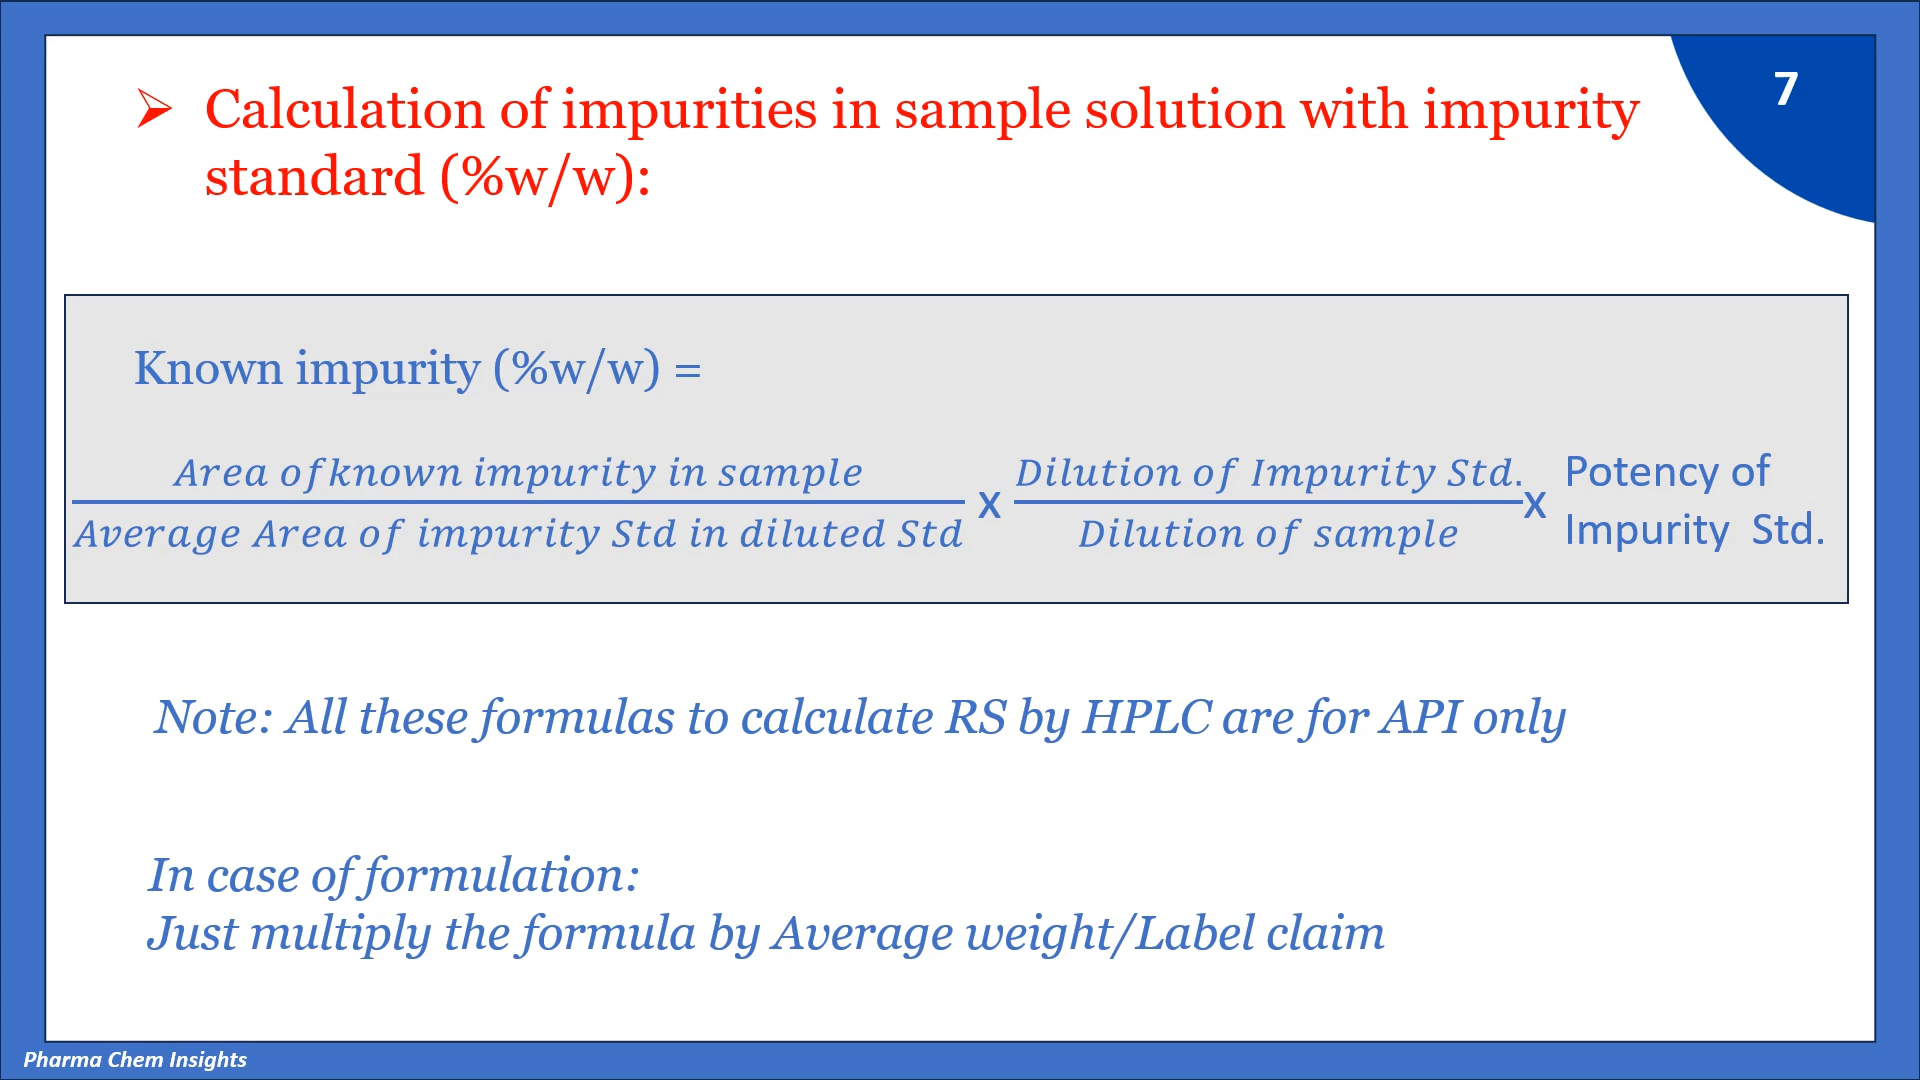 7
➢ Calculation of impurities in sample solution with impurity
standard (%w/w):
Known impurity (%w/w) =
Area ofknown impurity in sample
Average Area of impurity Std in diluted Std
x
Dilution of Impurity Std.
Dilution of sample
x
Potency of
Impurity Std.
Note: All these formulas to calculate RS by HPLC are for API only
In case of formulation:
Just multiply the formula by Average weight/Label claim
Pharma Chem Insights